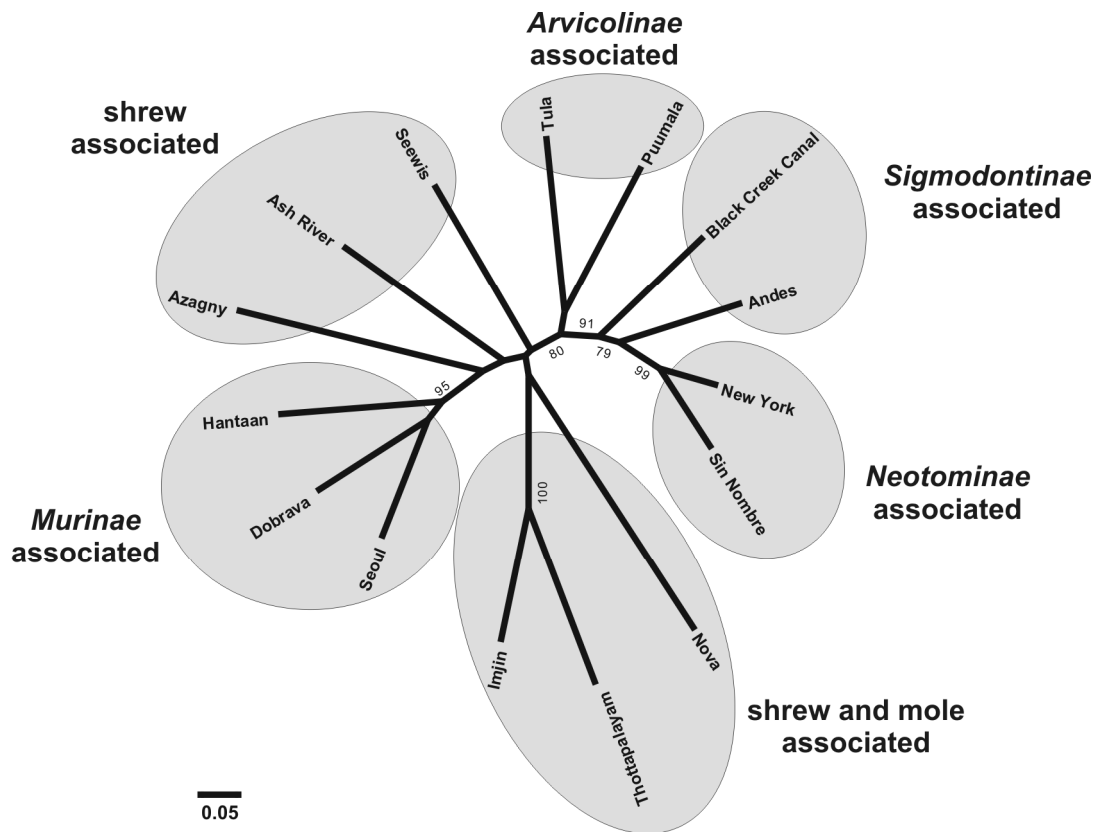 Arvicolinae
associated
shrew
associated
Tula
Puumala
Seewis
Black Creek Canal
Sigmodontinae
associated
Ash River
Azagny
Andes
91
80
79
99
95
New York
Hantaan
Sin Nombre
Neotominae
associated
Dobrava
100
Murinae
associated
Seoul
Imjin
Nova
Thottapalayam
shrew and mole
associated
0.05